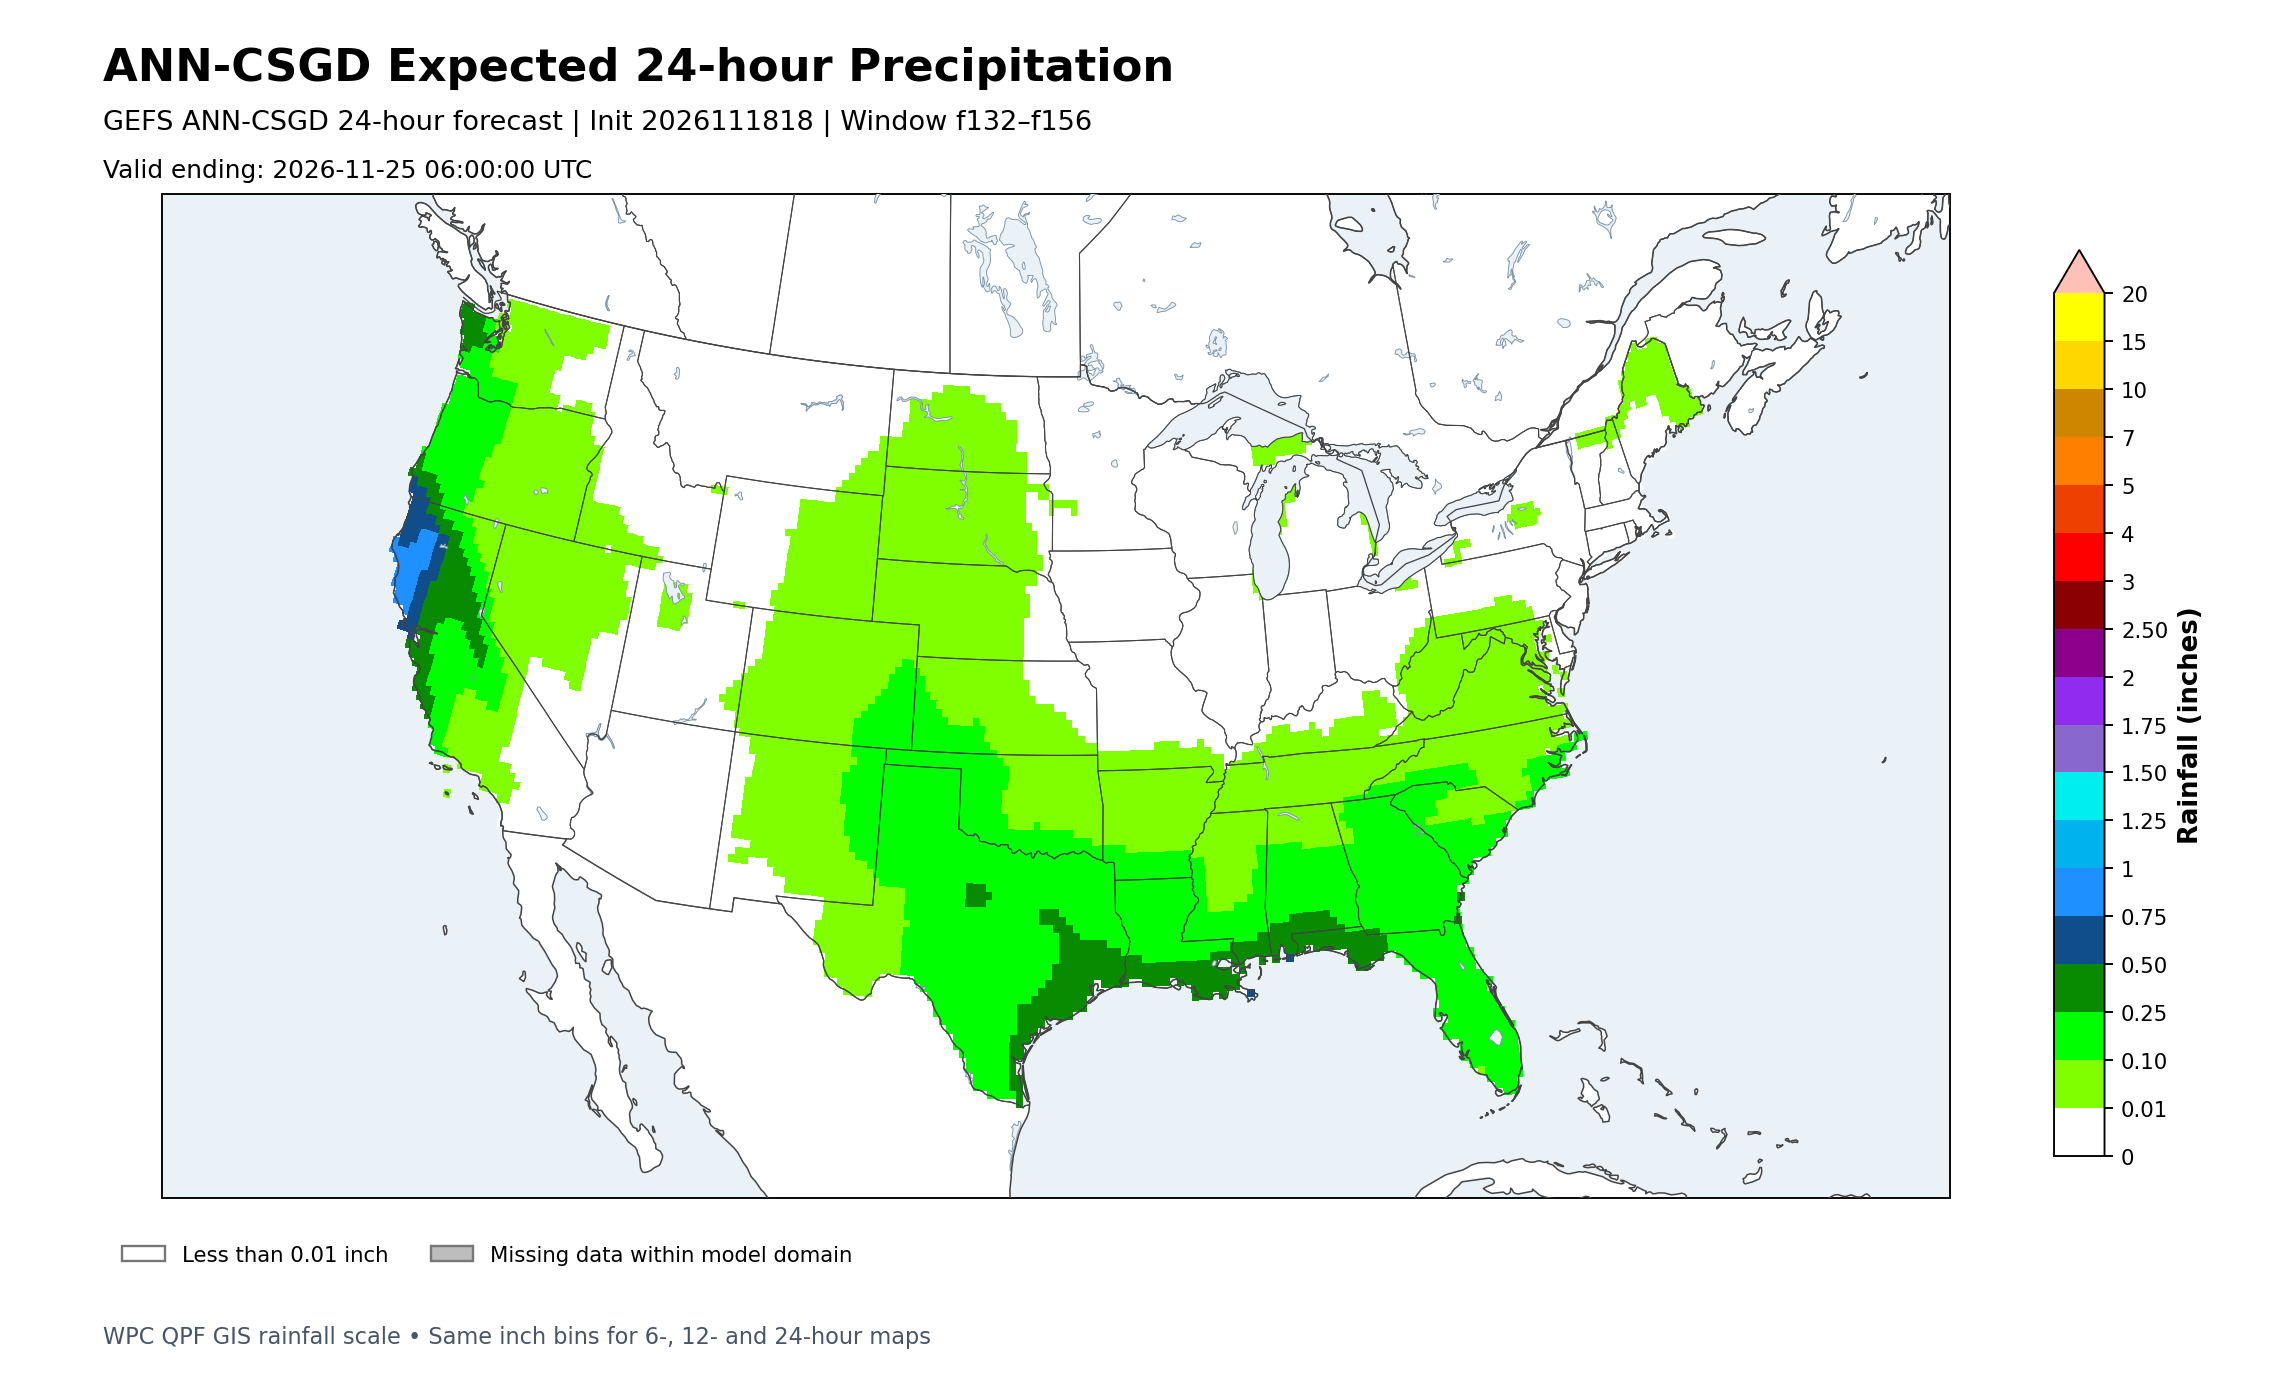 ANN-CSGD Expected 24-hour Precipitation
GEFS ANN-CSGD 24-hour forecast | Init 2026111818 | Window f132–f156
Valid ending: 2026-11-25 06:00:00 UTC
20
15
10
7
5
4
3
2.50
2
1.75
1.50
1.25
1
0.75
0.50
0.25
0.10
0.01
0
Rainfall (inches)
Less than 0.01 inch
Missing data within model domain
WPC QPF GIS rainfall scale • Same inch bins for 6-, 12- and 24-hour maps